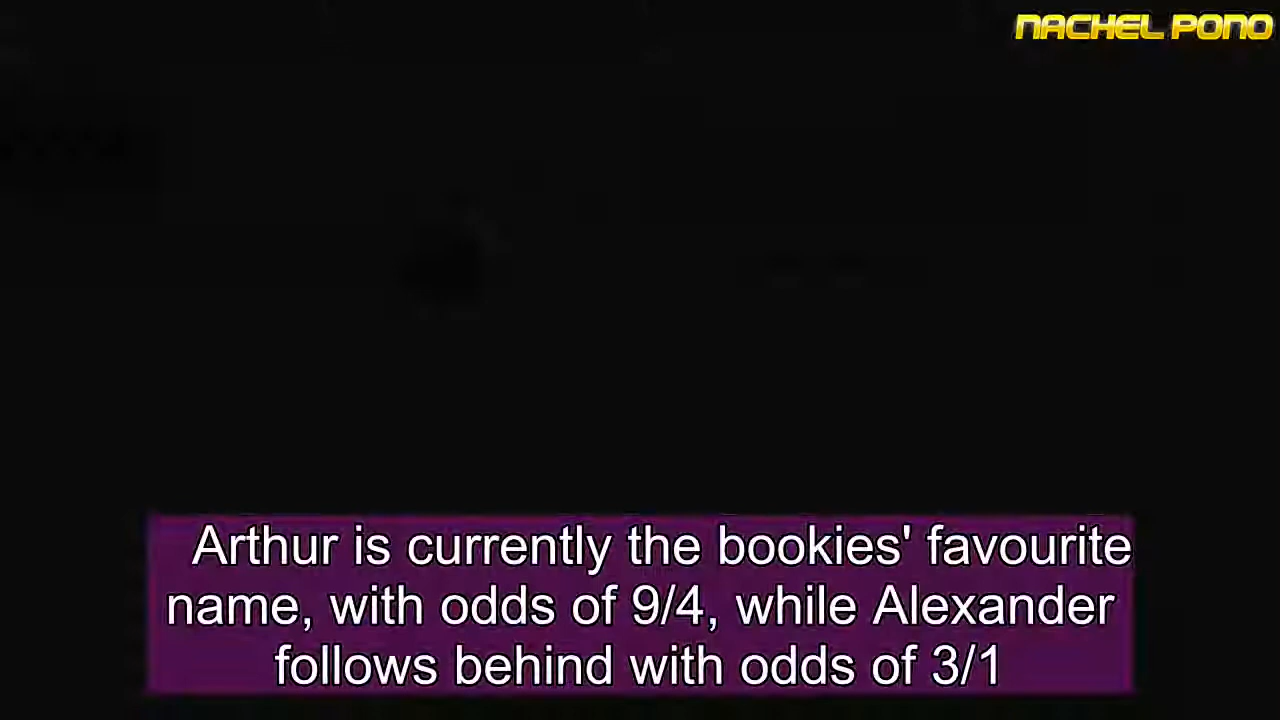 NACHEL PONO
Arthur is currently the bookies' favourite
name, with odds of 9/4, while Alexander
follows behind with odds of 3/1